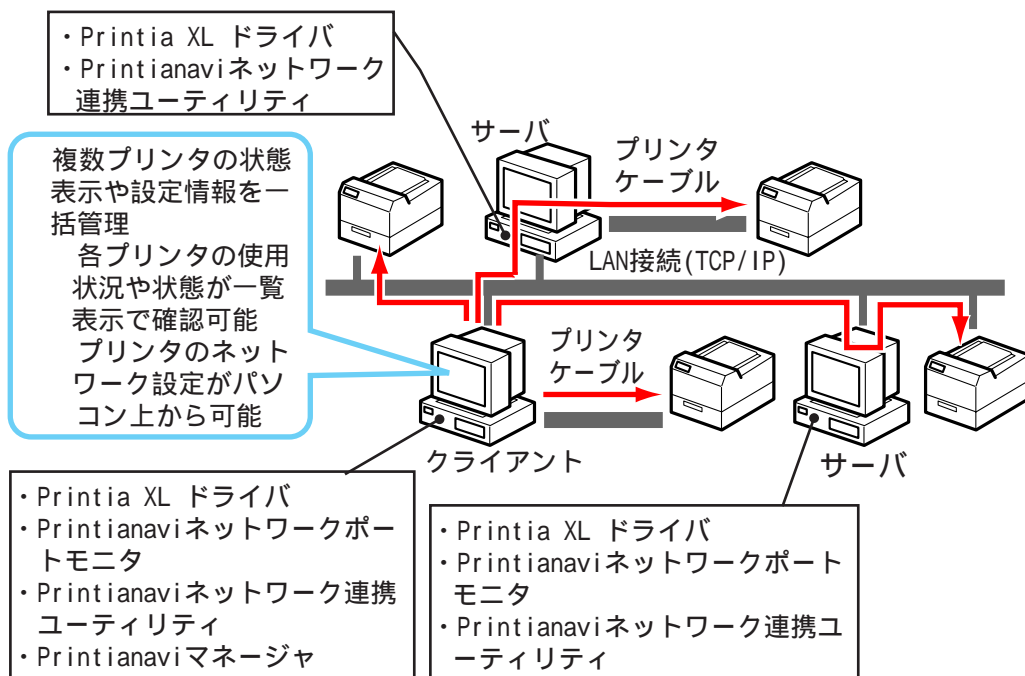 ・Printia XL ドライバ
・Printianaviネットワーク
連携ユーティリティ
サーバ
プリンタ
ケーブル
複数プリンタの状態
表示や設定情報を一
括管理
各プリンタの使用
状況や状態が一覧
表示で確認可能
プリンタのネット
ワーク設定がパソ
コン上から可能
LAN接続(TCP/IP)
プリンタ
ケーブル
クライアント
サーバ
・Printia XL ドライバ
・Printianaviネットワークポー
トモニタ
・Printianaviネットワーク連携
ユーティリティ
・Printianaviマネージャ
・Printia XL ドライバ
・Printianaviネットワークポート
モニタ
・Printianaviネットワーク連携ユ
ーティリティ